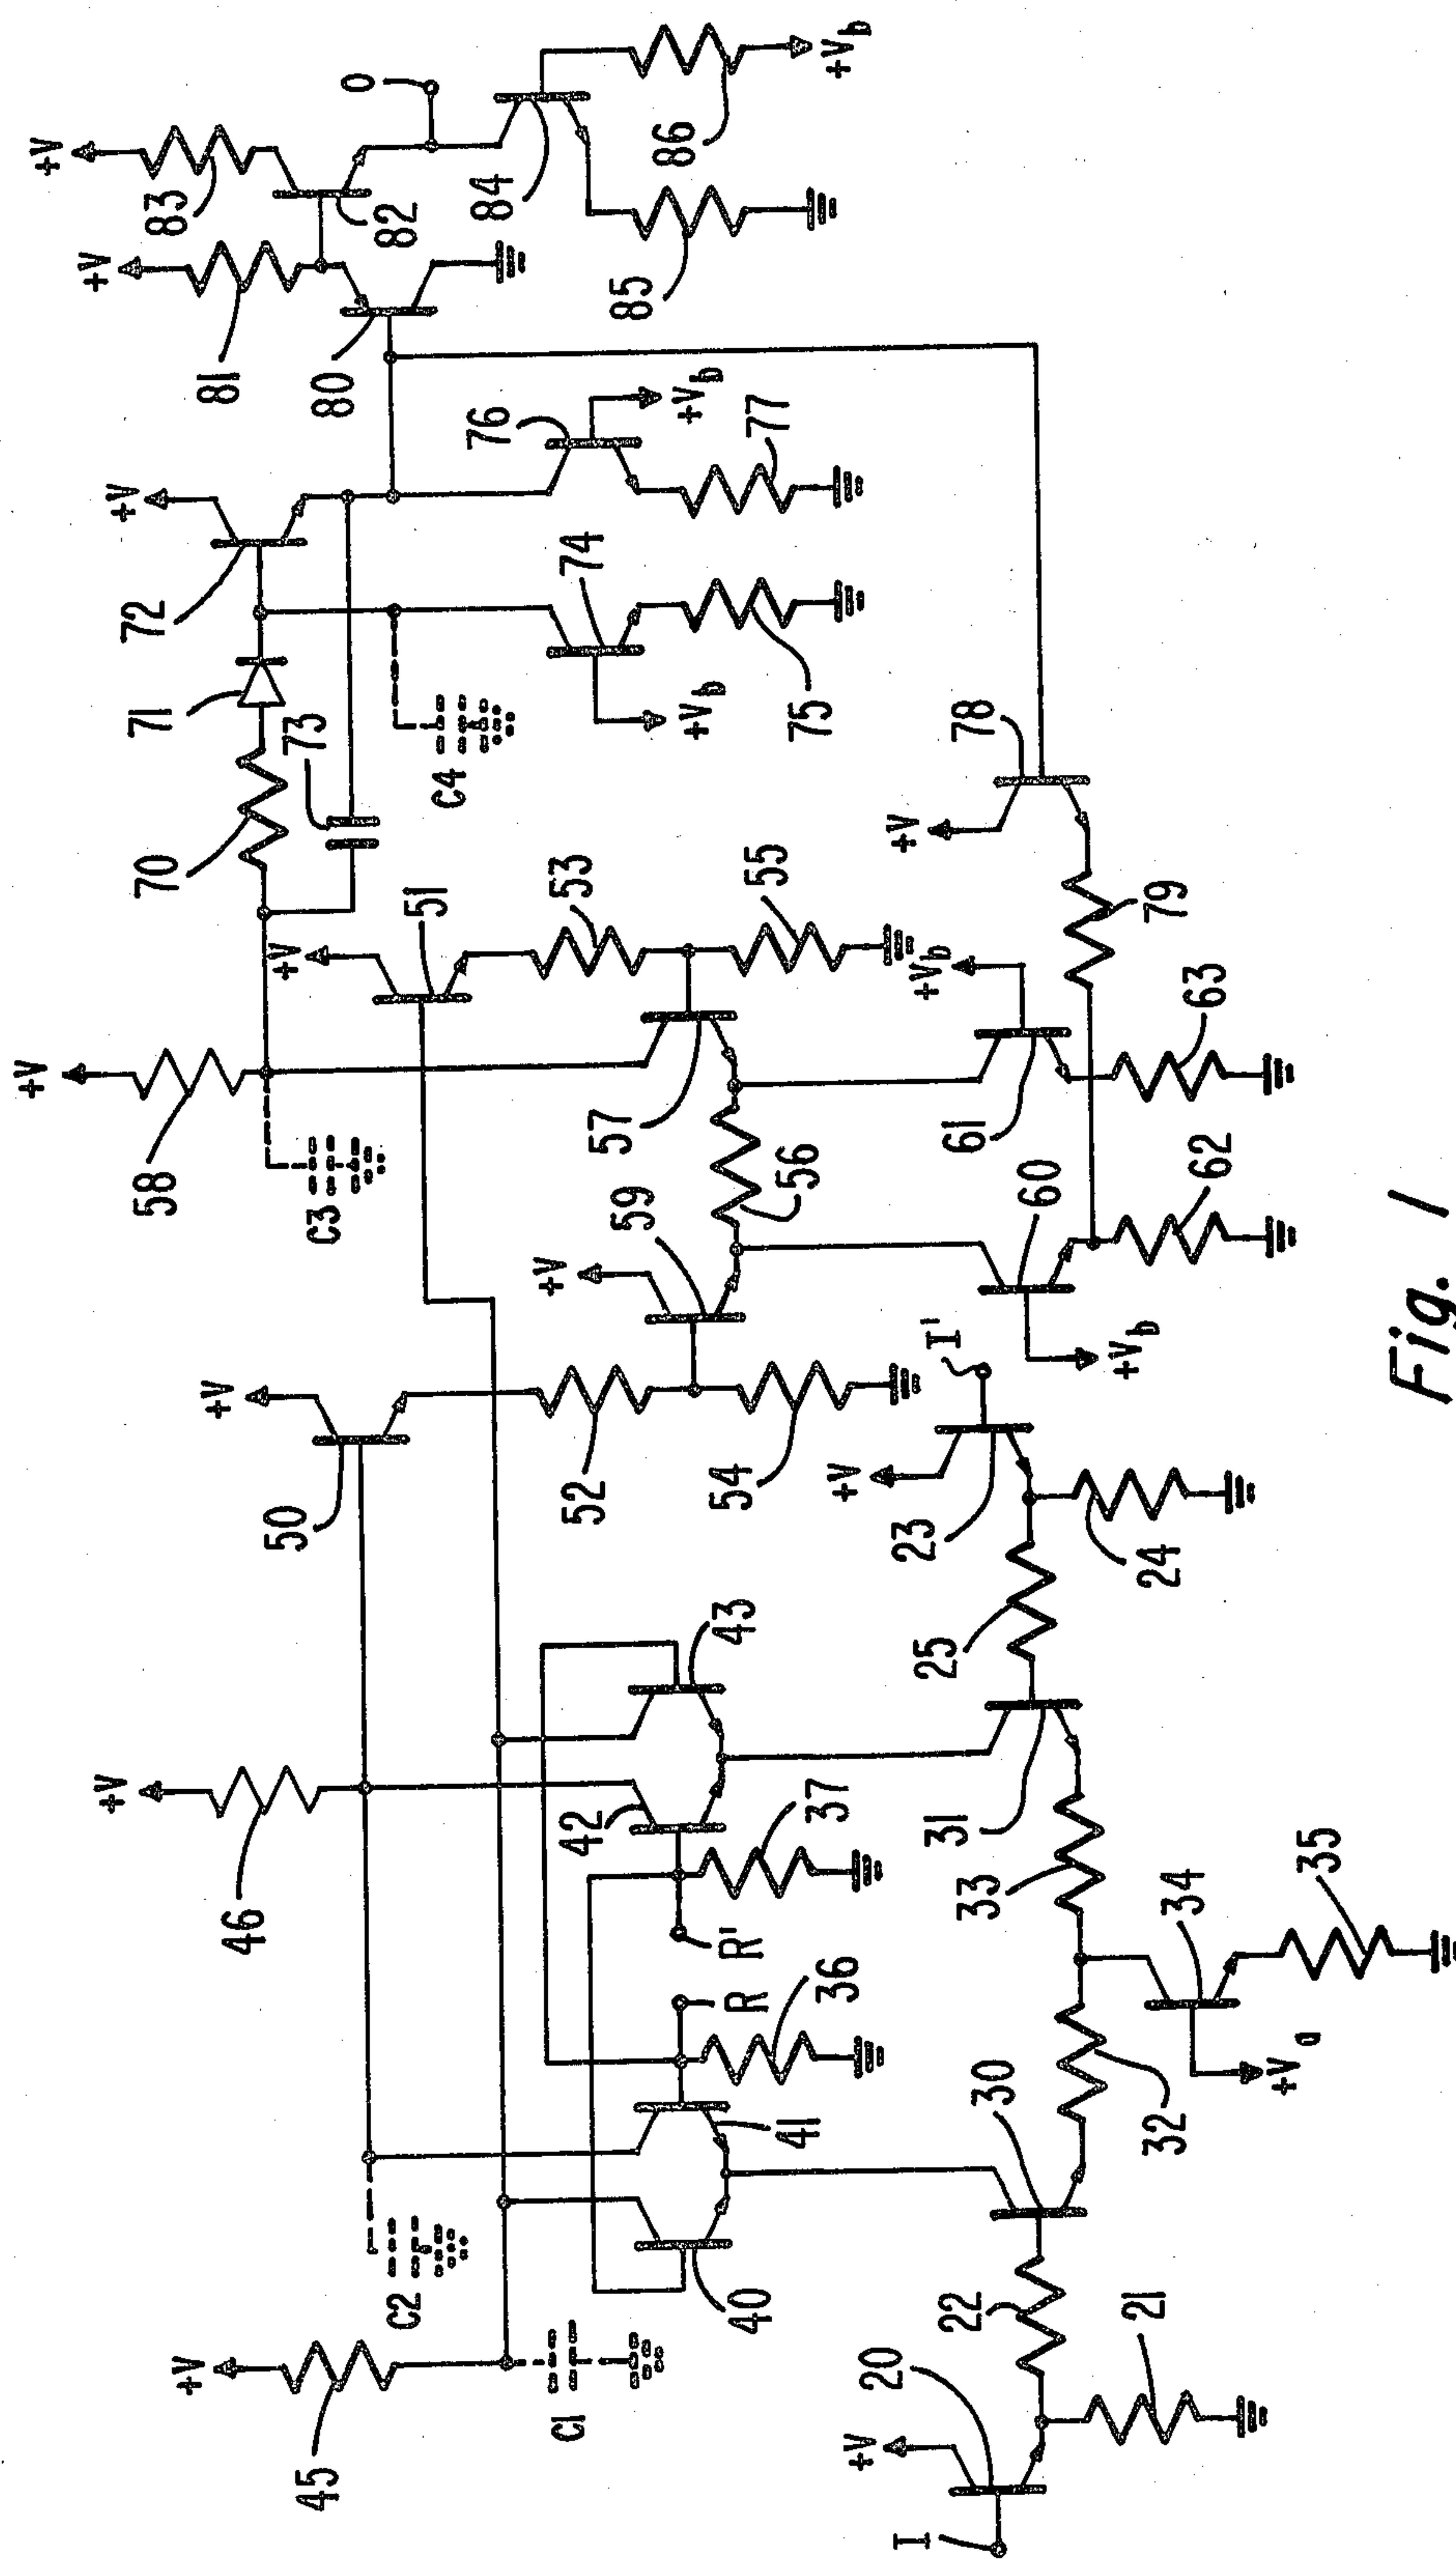 +V
+V
+V
+V
+V
+V
58
70
71
72
83
46
+V
81
45
50
C3
+V
51
73
80
82
O
C2
C4
76
84
C1
42
52
+V
53
74
59
57
85
40
R'
43
54
56
55
+Vb
+Vb
77
86
+Vb
41
R
36
37
75
+V
20
+V
23
I'
+V
+Vb
78
I
22
30
31
25
60
61
21
32
33
34
24
+Vb
62
63
79
+Va
35
Fig. 1